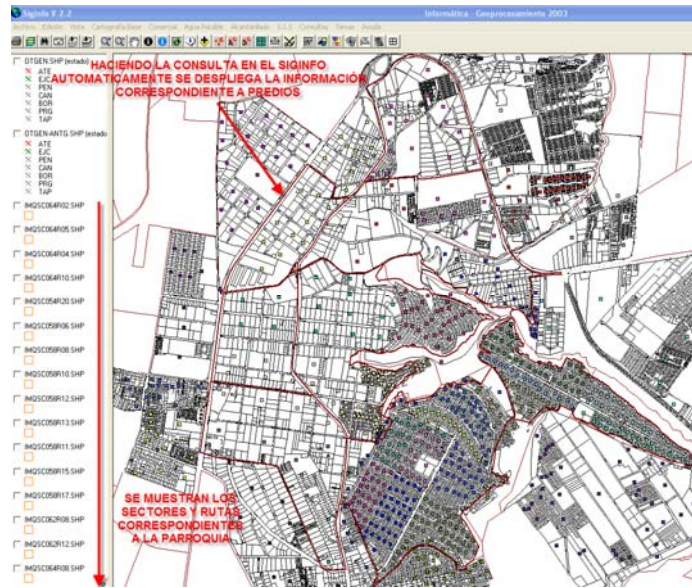 Siginfo V 2.2
Informática - Geoprocesamiento 2003
Archivo Edición Vista Cartografía Base Comercial Agua Potable Alcantarillado Consultas Temas Ayuda
HACIENDO LA CONSULTA EN EL SIGINFO
AUTOMATICAMENTE SE DESPLIEGA LA INFORMACIÓN
CORRESPONDIENTE A PREDIOS
OTGEN.SHP (estado)
ATE
EJC
PEN
CAN
BOR
PRG
TAP
OTGEN-ANTG.SHP (estado
ATE
EJC
PEN
CAN
BOR
PRG
TAP
IMQSC064R02.SHP
IMQSC064R05.SHP
IMQSC064R04.SHP
IMQSC064R10.SHP
IMQSC054R20.SHP
IMQSC058R06.SHP
IMQSC058R08.SHP
IMQSC058R10.SHP
IMQSC058R12.SHP
IMQSC058R13.SHP
IMQSC058R11.SHP
IMQSC058R15.SHP
IMQSC058R17.SHP
IMQSC062R08.SHP
IMQSC062R12.SHP
IMQSC064R08.SHP
SE MUESTRAN LOS
SECTORES Y RUTAS
CORRESPONDIENTES
A LA PARROQUIA